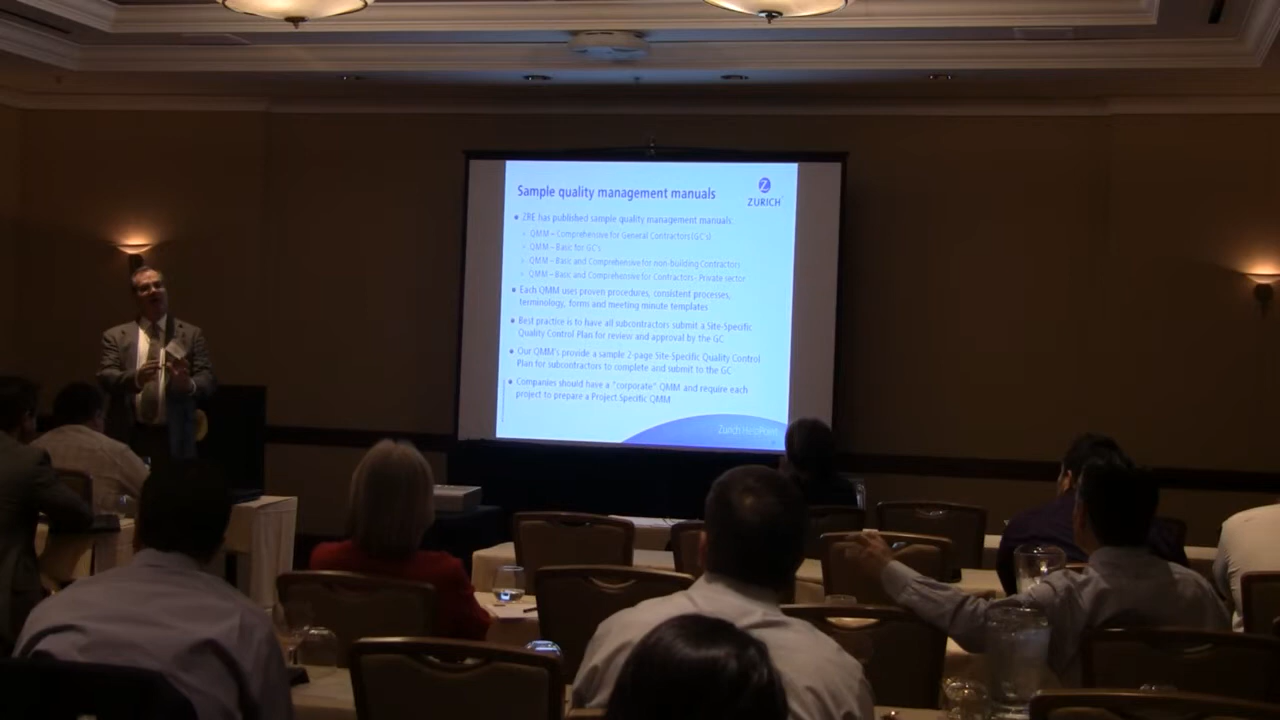 Sample quality management manuals
Z
ZURICH
• ZRE has published sample quality management manuals:
› QMM – Comprehensive for General Contractors (GC's)
› QMM – Basic for GC's
› QMM – Basic and Comprehensive for non-building Contractors
› QMM – Basic and Comprehensive for Contractors - Private sector
• Each QMM uses proven procedures, consistent processes,
terminology, forms and meeting minute templates
• Best practice is to have all subcontractors submit a Site-Specific
Quality Control Plan for review and approval by the GC
• Our QMM's provide a sample 2-page Site-Specific Quality Control
Plan for subcontractors to complete and submit to the GC
• Companies should have a "corporate" QMM and require each
project to prepare a Project Specific QMM
Zurich HelpPoint